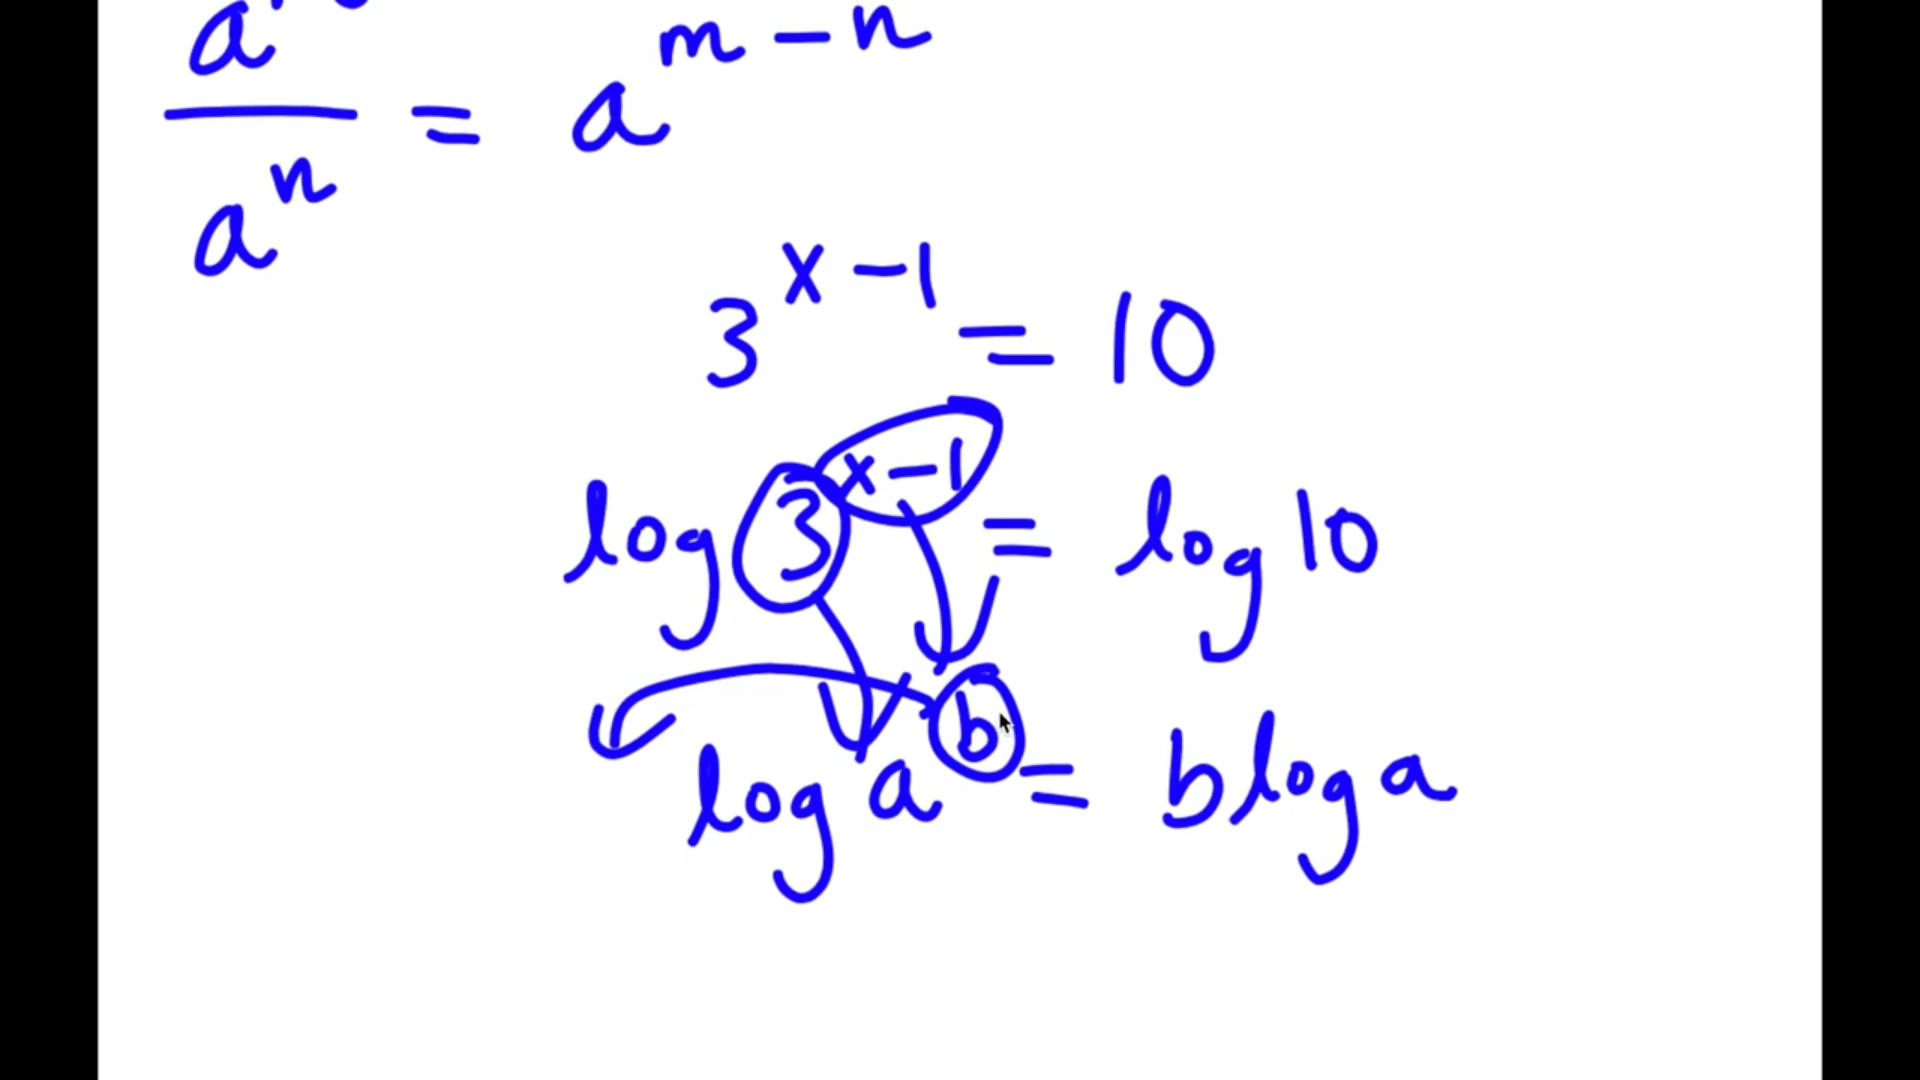 a
— = a^(m-n)
a^n
3^(x-1) = 10
log 3^(x-1) = log 10
log a^b = b log a